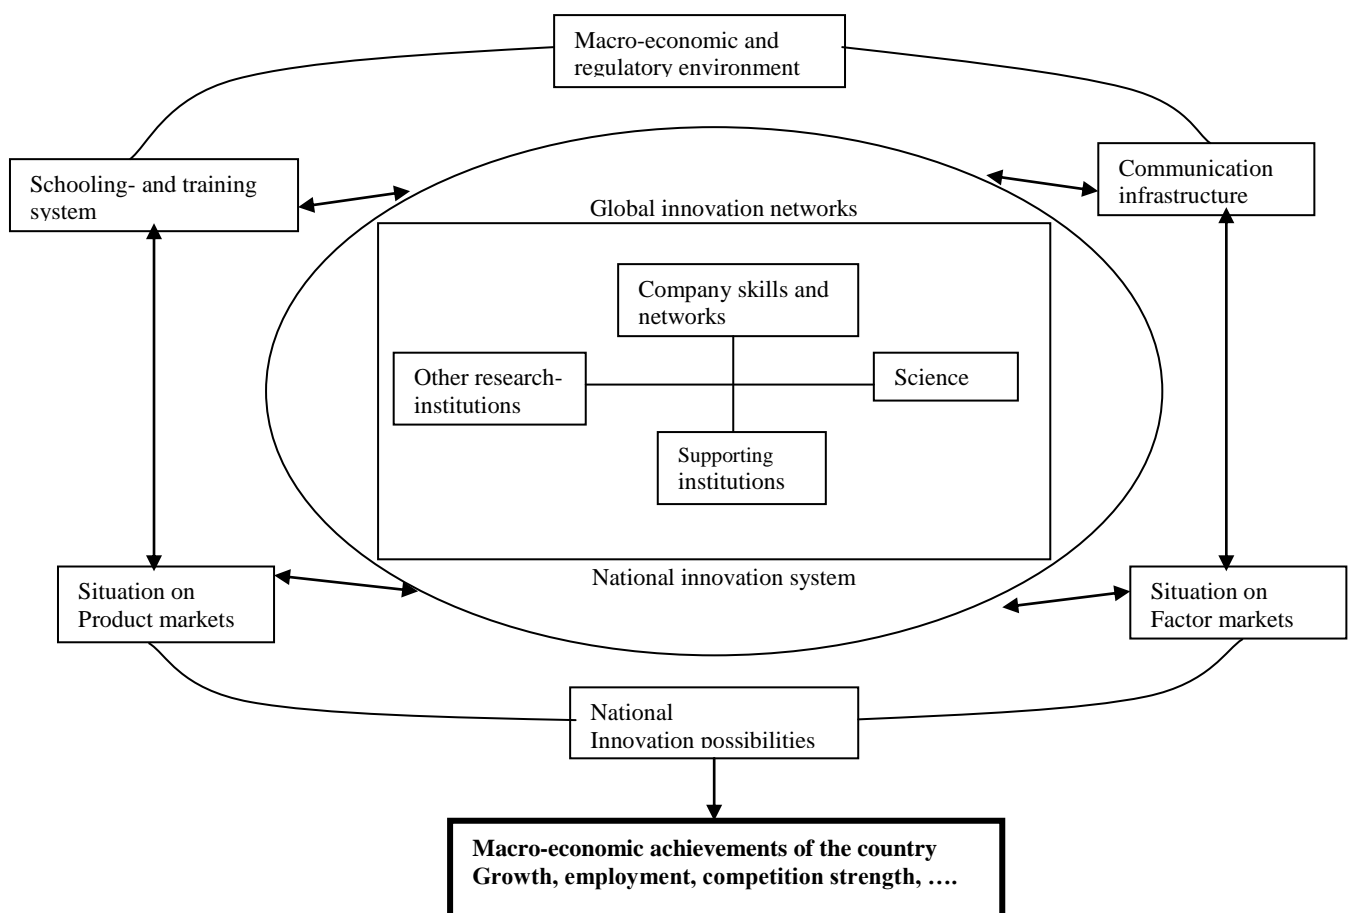 Macro-economic and
regulatory environment
Schooling- and training
system
Communication
infrastructure
Global innovation networks
Company skills and
networks
Other research-
institutions
Science
Supporting
institutions
National innovation system
Situation on
Product markets
Situation on
Factor markets
National
Innovation possibilities
Macro-economic achievements of the country
Growth, employment, competition strength, ….